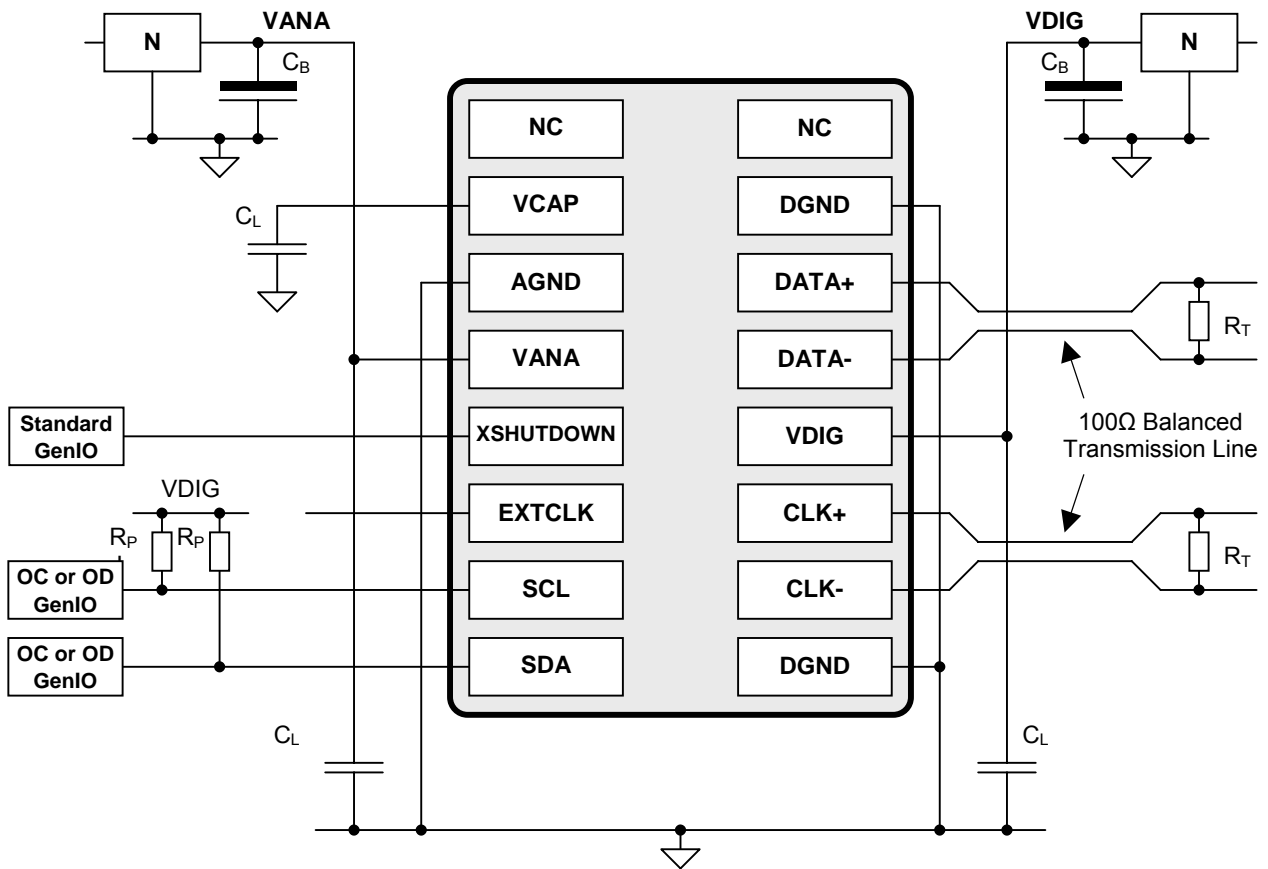 VANA
VDIG
N
N
C_B
C_B
NC
NC
VCAP
DGND
C_L
AGND
DATA+
R_T
VANA
DATA-
Standard
GenIO
XSHUTDOWN
VDIG
100Ω Balanced
Transmission Line
VDIG
EXTCLK
CLK+
R_P
R_P
R_T
OC or OD
GenIO
SCL
CLK-
OC or OD
GenIO
SDA
DGND
C_L
C_L